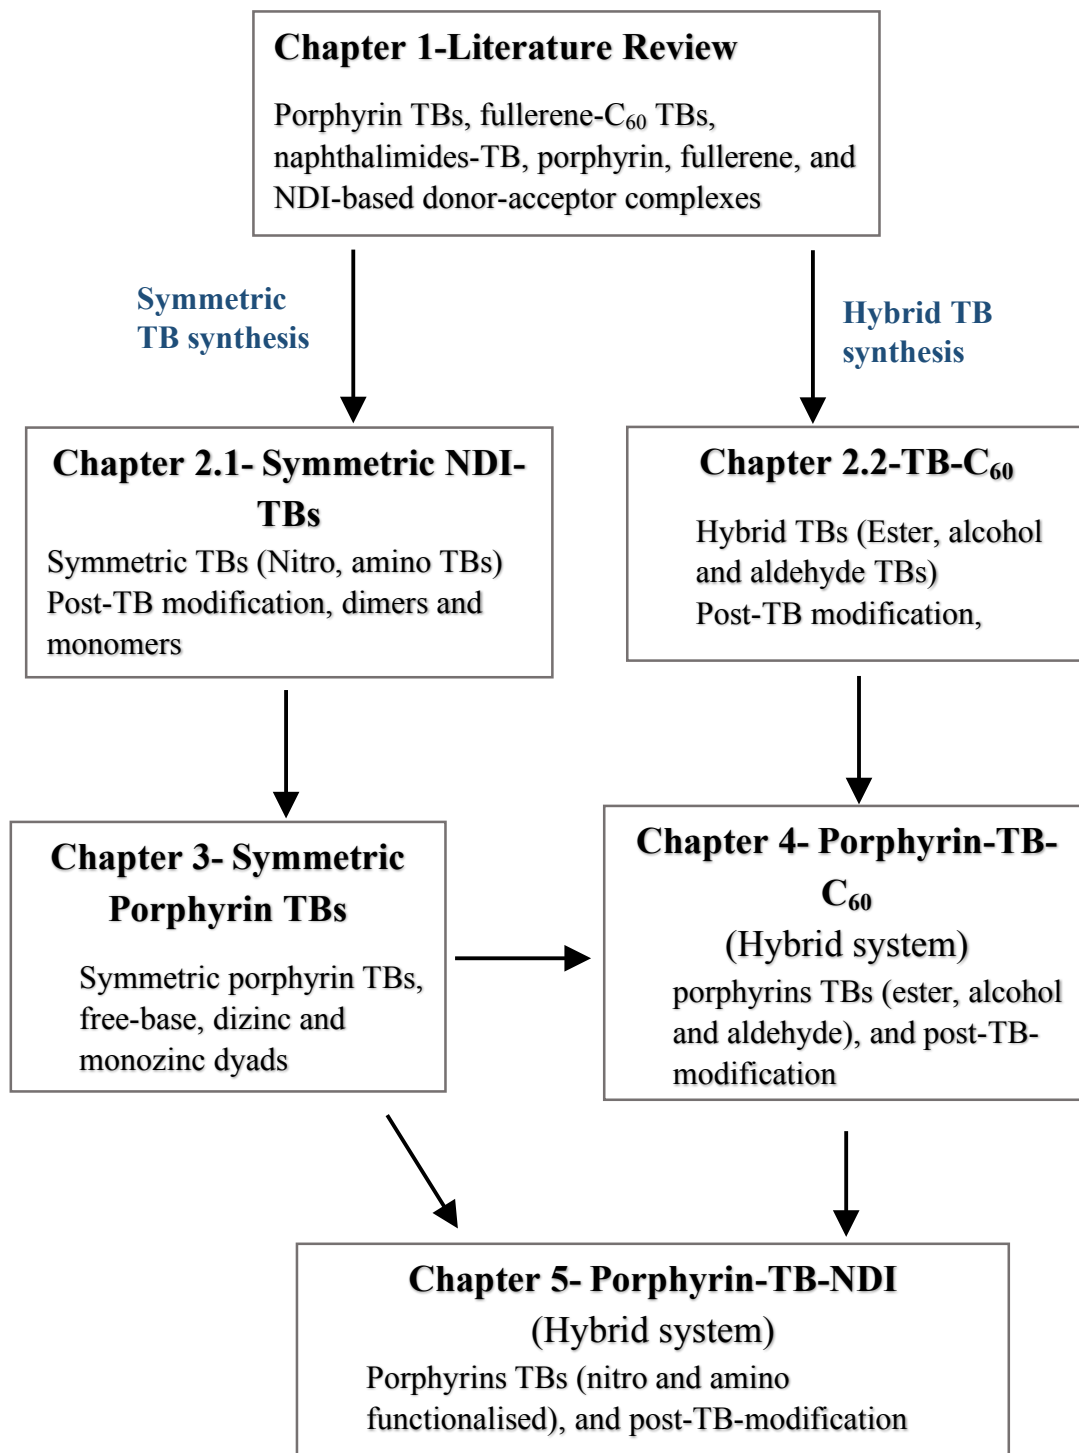 Chapter 1-Literature Review
Porphyrin TBs, fullerene-C₆₀ TBs,
naphthalimides-TB, porphyrin, fullerene, and
NDI-based donor-acceptor complexes
Symmetric
TB synthesis
Hybrid TB
synthesis
Chapter 2.1- Symmetric NDI-
TBs
Symmetric TBs (Nitro, amino TBs)
Post-TB modification, dimers and
monomers
Chapter 2.2-TB-C₆₀
Hybrid TBs (Ester, alcohol
and aldehyde TBs)
Post-TB modification,
Chapter 3- Symmetric
Porphyrin TBs
Symmetric porphyrin TBs,
free-base, dizinc and
monozinc dyads
Chapter 4- Porphyrin-TB-
C₆₀
(Hybrid system)
porphyrins TBs (ester, alcohol
and aldehyde), and post-TB-
modification
Chapter 5- Porphyrin-TB-NDI
(Hybrid system)
Porphyrins TBs (nitro and amino
functionalised), and post-TB-modification